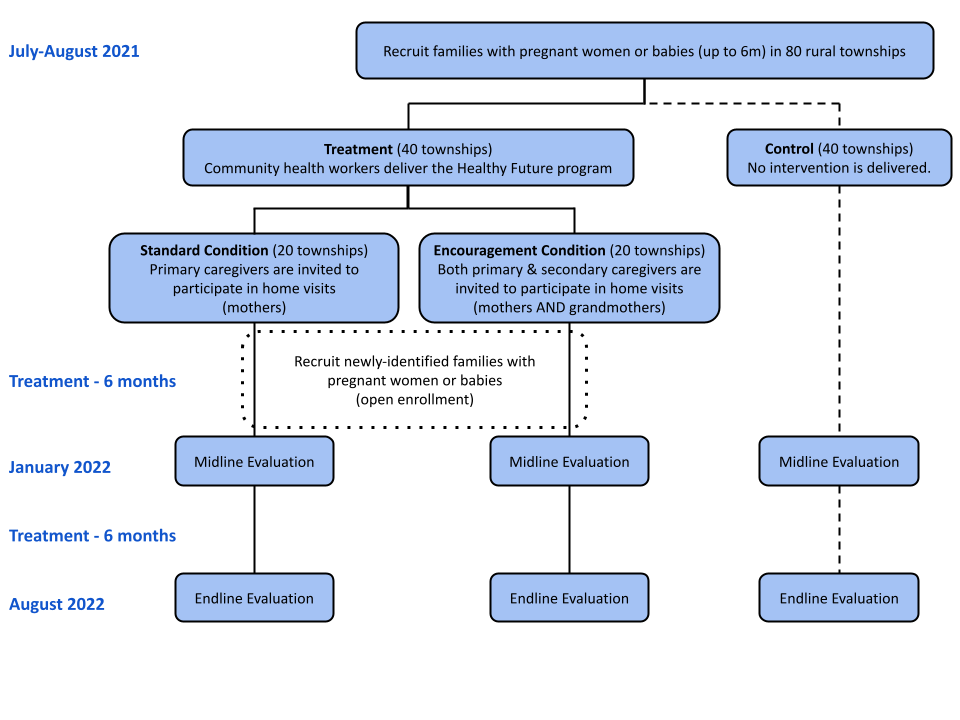 July-August 2021
Recruit families with pregnant women or babies (up to 6m) in 80 rural townships
Treatment (40 townships)
Community health workers deliver the Healthy Future program
Control (40 townships)
No intervention is delivered.
Standard Condition (20 townships)
Primary caregivers are invited to
participate in home visits
(mothers)
Encouragement Condition (20 townships)
Both primary & secondary caregivers are
invited to participate in home visits
(mothers AND grandmothers)
Treatment - 6 months
Recruit newly-identified families with
pregnant women or babies
(open enrollment)
January 2022
Midline Evaluation
Midline Evaluation
Midline Evaluation
Treatment - 6 months
August 2022
Endline Evaluation
Endline Evaluation
Endline Evaluation